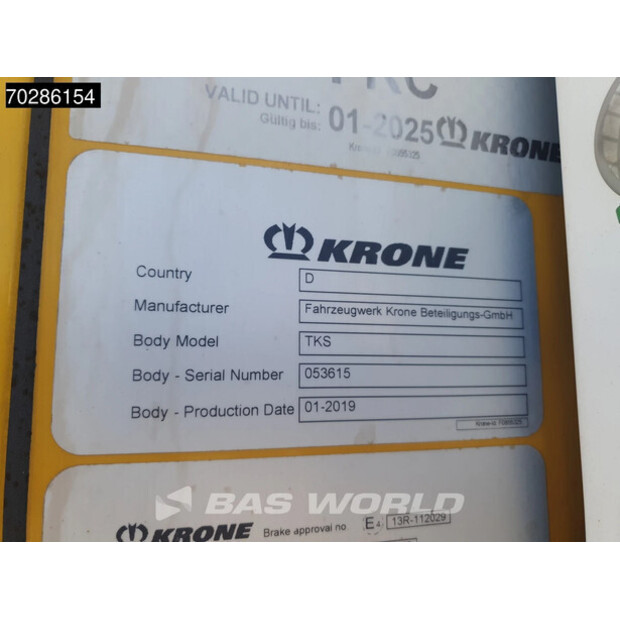 70286154
FRC
VALID UNTIL:
Gültig bis: 01-2025 KRONE
KRONE
Country D
Manufacturer Fahrzeugwerk Krone Beteiligungs-GmbH
Body Model TKS
Body - Serial Number 053615
Body - Production Date 01-2019
BAS WORLD
KRONE Brake approval no E4 13R-112029